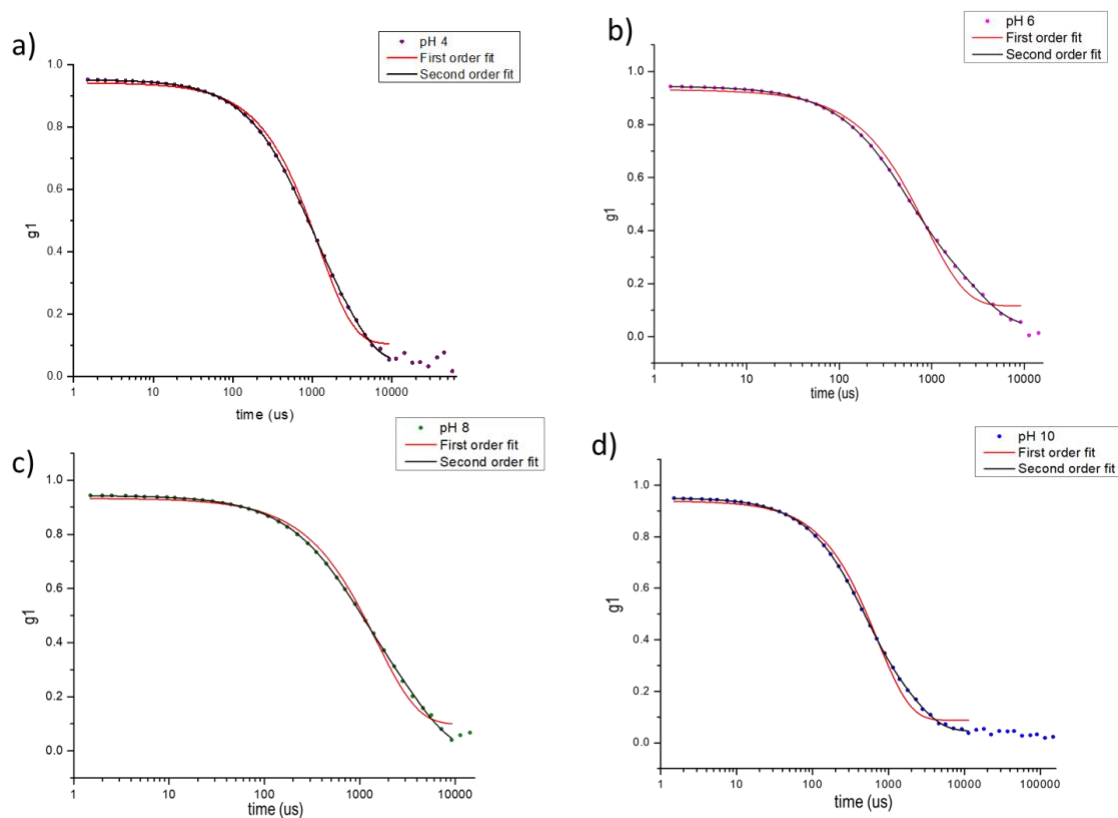 a)
pH 4
First order fit
Second order fit
1.0
0.8
0.6
0.4
0.2
0.0
g1
1 10 100 1000 10000
time (us)
b)
pH 6
First order fit
Second order fit
1.0
0.8
0.6
0.4
0.2
0.0
g1
1 10 100 1000 10000
time (us)
c)
pH 8
First order fit
Second order fit
1.0
0.8
0.6
0.4
0.2
0.0
g1
1 10 100 1000 10000
time (us)
d)
pH 10
First order fit
Second order fit
1.0
0.8
0.6
0.4
0.2
0.0
g1
1 10 100 1000 10000 100000
time (us)